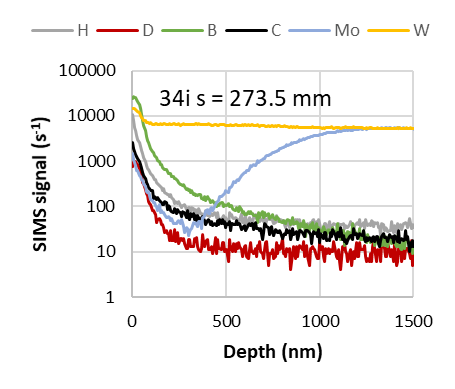 H D B C Mo W
34i s = 273.5 mm
100000
10000
1000
100
10
1
SIMS signal (s⁻¹)
0 500 1000 1500
Depth (nm)